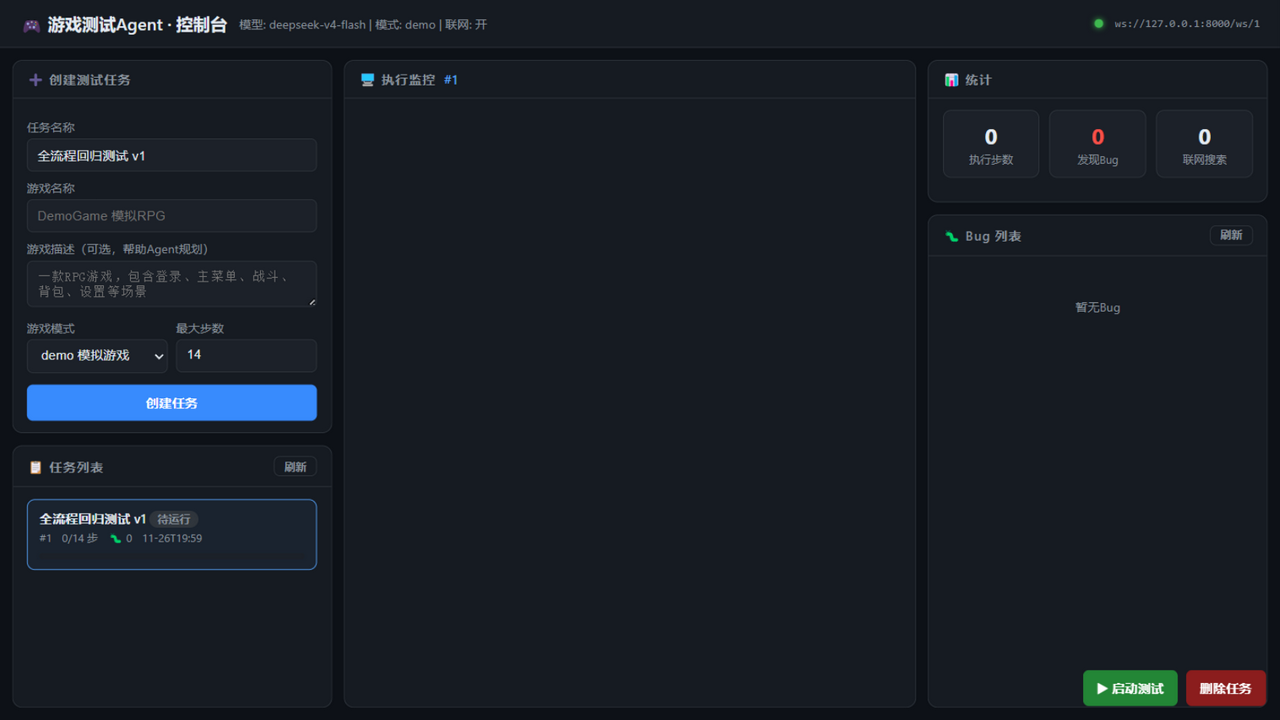 游戏测试Agent · 控制台
模型: deepseek-v4-flash | 模式: demo | 联网: 开
ws://127.0.0.1:8000/ws/1
创建测试任务
任务名称
全流程回归测试 v1
游戏名称
DemoGame 模拟RPG
游戏描述（可选，帮助Agent规划）
一款RPG游戏，包含登录、主菜单、战斗、
背包、设置等场景
游戏模式
最大步数
demo 模拟游戏
14
创建任务
任务列表
刷新
全流程回归测试 v1 待运行
#1 0/14 步 0 11-26T19:59
执行监控 #1
统计
0
执行步数
0
发现Bug
0
联网搜索
Bug 列表
刷新
暂无Bug
▶ 启动测试
删除任务